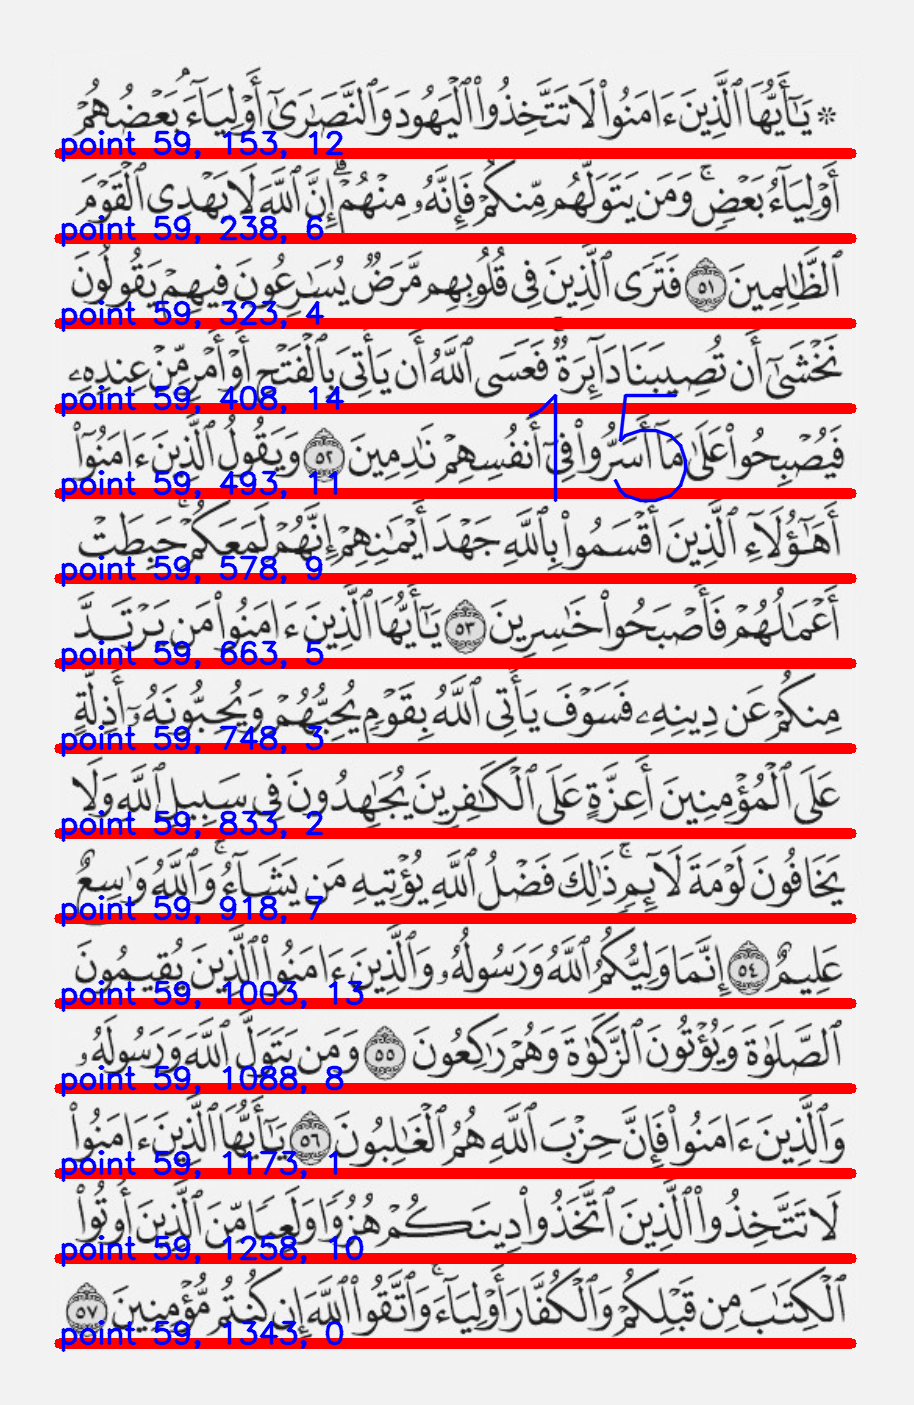 ۞ يَـٰٓأَيُّهَا ٱلَّذِينَ ءَامَنُوا۟ لَا تَتَّخِذُوا۟ ٱلْيَهُودَ وَٱلنَّصَـٰرَىٰٓ أَوْلِيَآءَ ۘ بَعْضُهُمْ
point 59, 153, 12
أَوْلِيَآءُ بَعْضٍ ۚ وَمَن يَتَوَلَّهُم مِّنكُمْ فَإِنَّهُۥ مِنْهُمْ ۗ إِنَّ ٱللَّهَ لَا يَهْدِى ٱلْقَوْمَ
point 59, 238, 6
ٱلظَّـٰلِمِينَ ٥١ فَتَرَى ٱلَّذِينَ فِى قُلُوبِهِم مَّرَضٌ يُسَـٰرِعُونَ فِيهِمْ يَقُولُونَ
point 59, 323, 4
نَخْشَىٰٓ أَن تُصِيبَنَا دَآئِرَةٌ ۚ فَعَسَى ٱللَّهُ أَن يَأْتِىَ بِٱلْفَتْحِ أَوْ أَمْرٍ مِّنْ عِندِهِۦ
point 59, 408, 14
15
فَيُصْبِحُوا۟ عَلَىٰ مَآ أَسَرُّوا۟ فِىٓ أَنفُسِهِمْ نَـٰدِمِينَ ٥٢ وَيَقُولُ ٱلَّذِينَ ءَامَنُوٓا۟
point 59, 493, 11
أَهَـٰٓؤُلَآءِ ٱلَّذِينَ أَقْسَمُوا۟ بِٱللَّهِ جَهْدَ أَيْمَـٰنِهِمْ إِنَّهُمْ لَمَعَكُمْ ۚ حَبِطَتْ
point 59, 578, 9
أَعْمَـٰلُهُمْ فَأَصْبَحُوا۟ خَـٰسِرِينَ ٥٣ يَـٰٓأَيُّهَا ٱلَّذِينَ ءَامَنُوا۟ مَن يَرْتَدَّ
point 59, 663, 5
مِنكُمْ عَن دِينِهِۦ فَسَوْفَ يَأْتِى ٱللَّهُ بِقَوْمٍ يُحِبُّهُمْ وَيُحِبُّونَهُۥٓ أَذِلَّةٍ
point 59, 748, 3
عَلَى ٱلْمُؤْمِنِينَ أَعِزَّةٍ عَلَى ٱلْكَـٰفِرِينَ يُجَـٰهِدُونَ فِى سَبِيلِ ٱللَّهِ وَلَا
point 59, 833, 2
يَخَافُونَ لَوْمَةَ لَآئِمٍ ۚ ذَٰلِكَ فَضْلُ ٱللَّهِ يُؤْتِيهِ مَن يَشَآءُ ۚ وَٱللَّهُ وَٰسِعٌ
point 59, 918, 7
عَلِيمٌ ٥٤ إِنَّمَا وَلِيُّكُمُ ٱللَّهُ وَرَسُولُهُۥ وَٱلَّذِينَ ءَامَنُوا۟ ٱلَّذِينَ يُقِيمُونَ
point 59, 1003, 13
ٱلصَّلَوٰةَ وَيُؤْتُونَ ٱلزَّكَوٰةَ وَهُمْ رَٰكِعُونَ ٥٥ وَمَن يَتَوَلَّ ٱللَّهَ وَرَسُولَهُۥ
point 59, 1088, 8
وَٱلَّذِينَ ءَامَنُوا۟ فَإِنَّ حِزْبَ ٱللَّهِ هُمُ ٱلْغَـٰلِبُونَ ٥٦ يَـٰٓأَيُّهَا ٱلَّذِينَ ءَامَنُوا۟
point 59, 1173, 1
لَا تَتَّخِذُوا۟ ٱلَّذِينَ ٱتَّخَذُوا۟ دِينَكُمْ هُزُوًا وَلَعِبًا مِّنَ ٱلَّذِينَ أُوتُوا۟
point 59, 1258, 10
ٱلْكِتَـٰبَ مِن قَبْلِكُمْ وَٱلْكُفَّارَ أَوْلِيَآءَ ۚ وَٱتَّقُوا۟ ٱللَّهَ إِن كُنتُم مُّؤْمِنِينَ ٥٧
point 59, 1343, 0